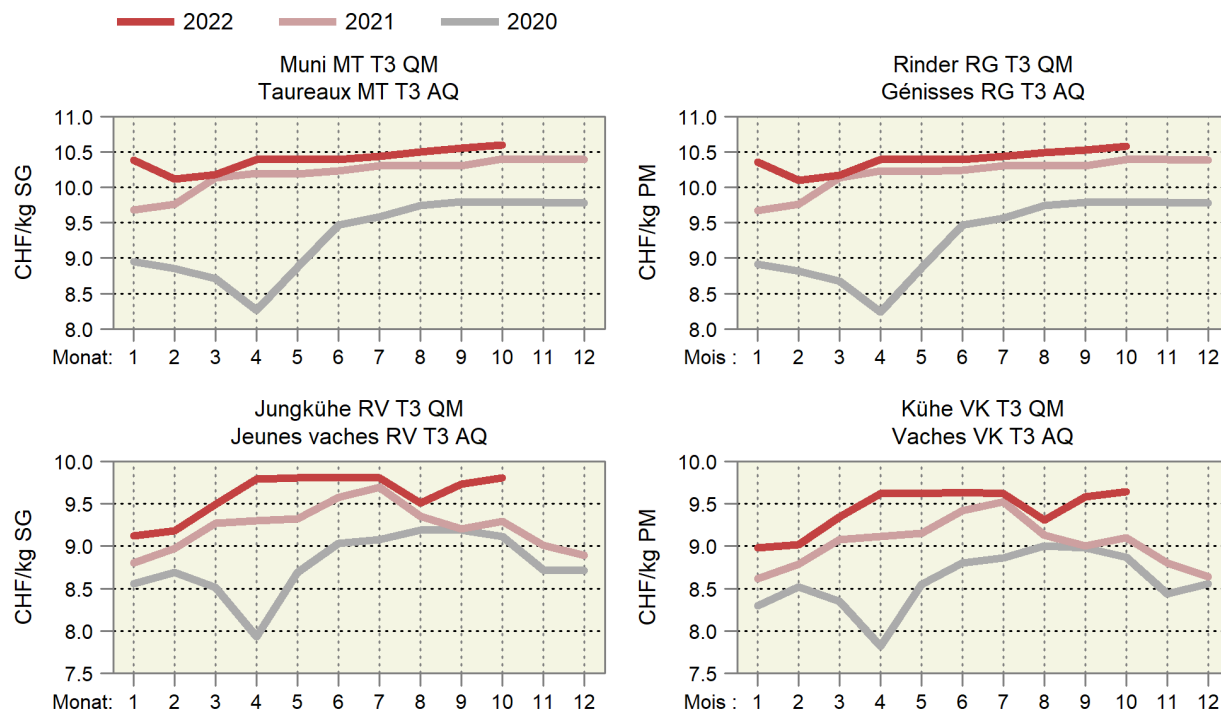 2022 2021 2020
Muni MT T3 QM
Taureaux MT T3 AQ
CHF/kg SG
11.0
10.5
10.0
9.5
9.0
8.5
8.0
Monat: 1 2 3 4 5 6 7 8 9 10 11 12
Rinder RG T3 QM
Génisses RG T3 AQ
CHF/kg PM
11.0
10.5
10.0
9.5
9.0
8.5
8.0
Mois : 1 2 3 4 5 6 7 8 9 10 11 12
Jungkühe RV T3 QM
Jeunes vaches RV T3 AQ
CHF/kg SG
10.0
9.5
9.0
8.5
8.0
7.5
Monat: 1 2 3 4 5 6 7 8 9 10 11 12
Kühe VK T3 QM
Vaches VK T3 AQ
CHF/kg PM
10.0
9.5
9.0
8.5
8.0
7.5
Mois : 1 2 3 4 5 6 7 8 9 10 11 12